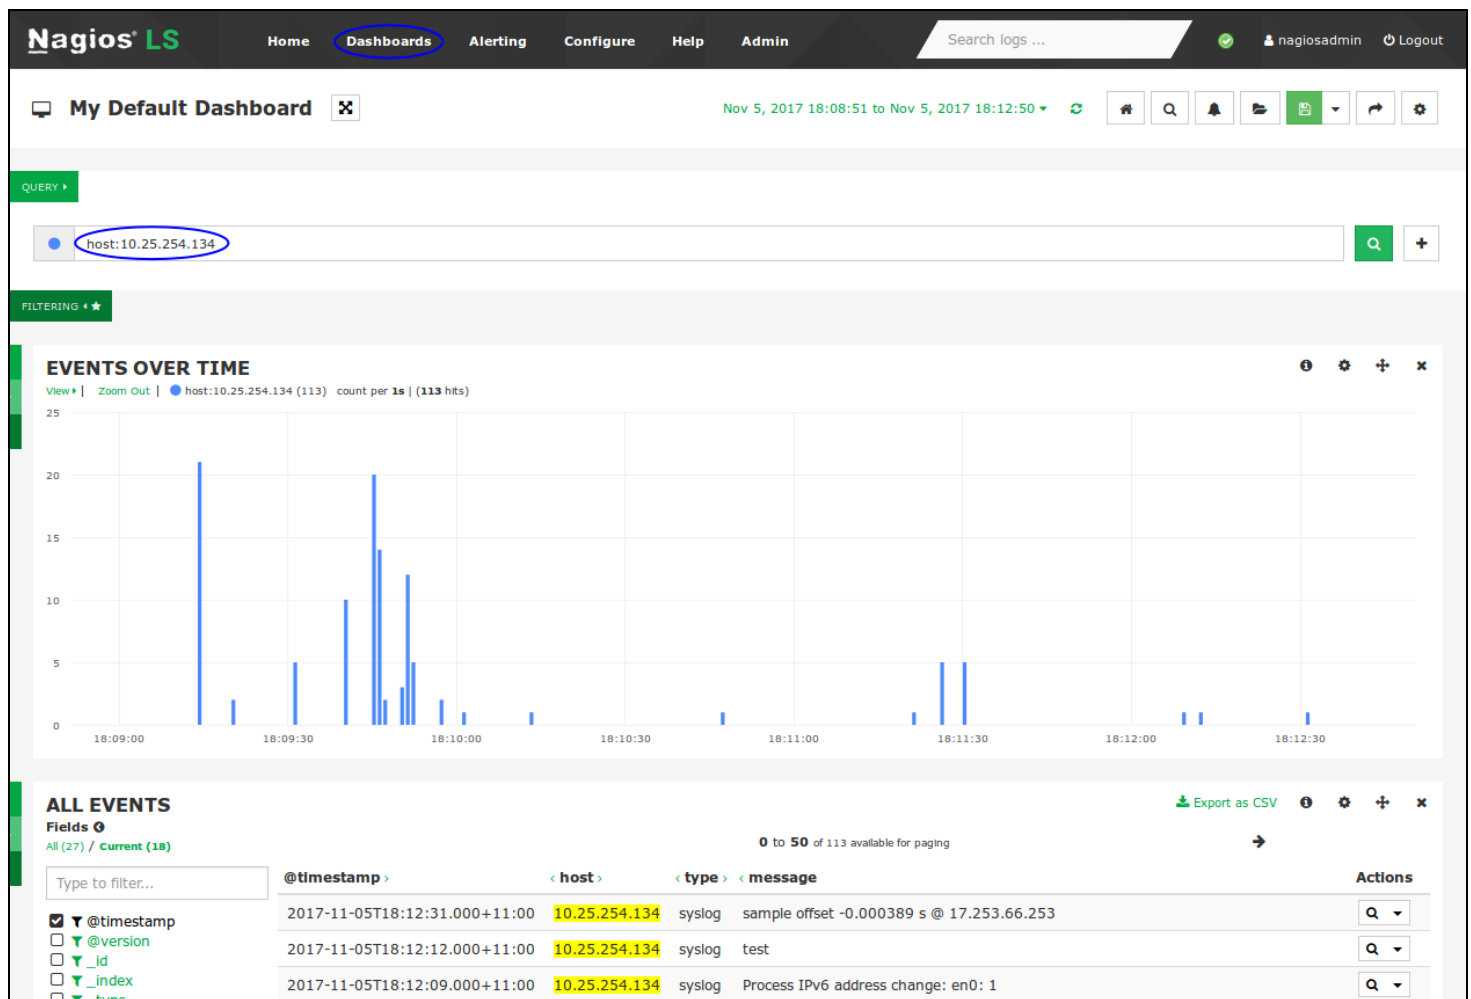 Nagios® LS Home Dashboards Alerting Configure Help Admin Search logs ... nagiosadmin Logout
My Default Dashboard Nov 5, 2017 18:08:51 to Nov 5, 2017 18:12:50
QUERY
host:10.25.254.134
FILTERING
EVENTS OVER TIME
View | Zoom Out | host:10.25.254.134 (113) count per 1s | (113 hits)
25
20
15
10
5
0
18:09:00 18:09:30 18:10:00 18:10:30 18:11:00 18:11:30 18:12:00 18:12:30
ALL EVENTS Export as CSV
Fields
All (27) / Current (18) 0 to 50 of 113 available for paging
Type to filter... @timestamp host type message Actions
@timestamp 2017-11-05T18:12:31.000+11:00 10.25.254.134 syslog sample offset -0.000389 s @ 17.253.66.253
@version 2017-11-05T18:12:12.000+11:00 10.25.254.134 syslog test
_id
_index 2017-11-05T18:12:09.000+11:00 10.25.254.134 syslog Process IPv6 address change: en0: 1